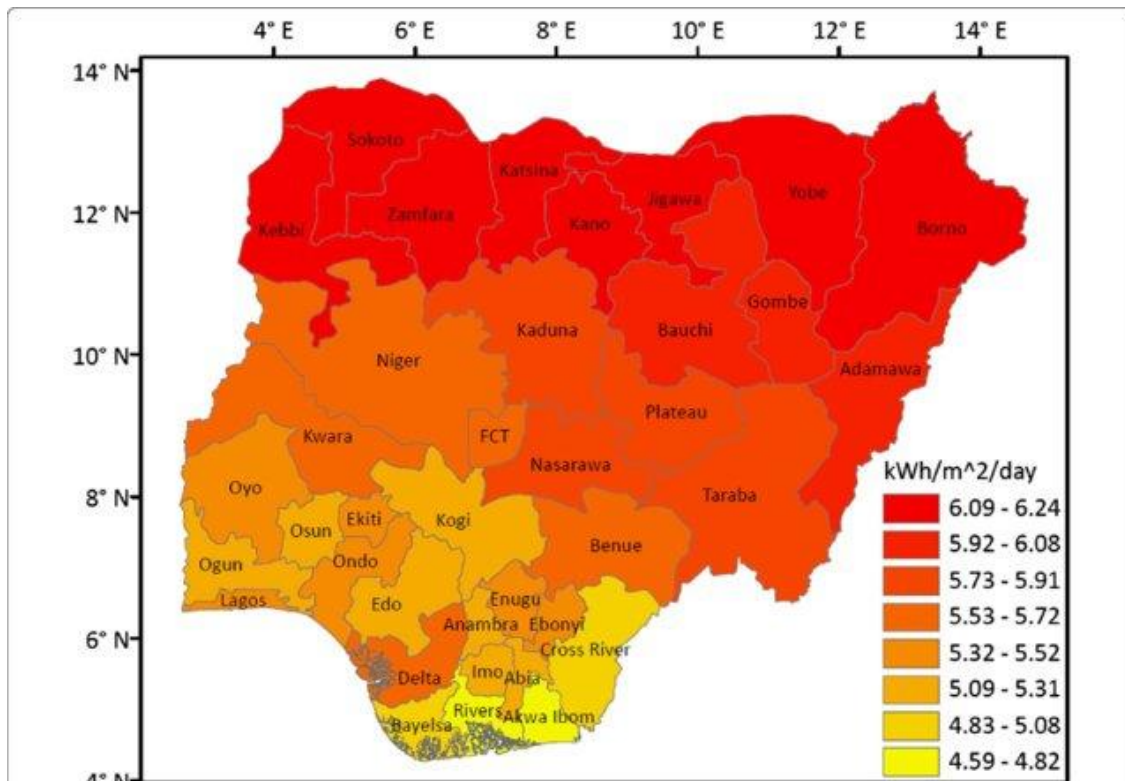 4° E 6° E 8° E 10° E 12° E 14° E
14° N
12° N
10° N
8° N
6° N
4° N
Sokoto
Katsina
Jigawa
Yobe
Zamfara
Kano
Kebbi
Borno
Gombe
Kaduna
Bauchi
Niger
Adamawa
Plateau
FCT
Kwara
Nasarawa
Taraba
Oyo
Kogi
Ekiti
Osun
Benue
Ogun
Ondo
Lagos
Edo
Enugu
Anambra
Ebonyi
Cross River
Delta
Imo
Abia
Rivers
Akwa Ibom
Bayelsa
kWh/m^2/day
6.09 - 6.24
5.92 - 6.08
5.73 - 5.91
5.53 - 5.72
5.32 - 5.52
5.09 - 5.31
4.83 - 5.08
4.59 - 4.82